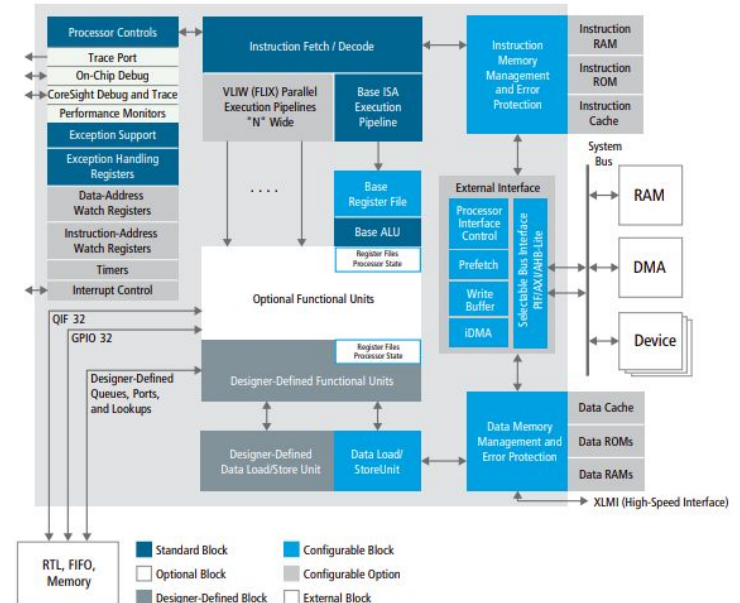 Processor Controls
Trace Port
On-Chip Debug
CoreSight Debug and Trace
Performance Monitors
Exception Support
Exception Handling
Registers
Data-Address
Watch Registers
Instruction-Address
Watch Registers
Timers
Interrupt Control
Instruction Fetch / Decode
VLIW (FLIX) Parallel
Execution Pipelines
"N" Wide
Base ISA
Execution
Pipeline
. . . .
Base
Register File
Base ALU
Register Files
Processor State
Optional Functional Units
Register Files
Processor State
Designer-Defined Functional Units
Designer-Defined
Data Load/Store Unit
Data Load/
StoreUnit
QIF 32
GPIO 32
Designer-Defined
Queues, Ports,
and Lookups
Instruction
Memory
Management
and Error
Protection
Instruction
RAM
Instruction
ROM
Instruction
Cache
External Interface
Processor
Interface
Control
Prefetch
Write
Buffer
iDMA
Selectable Bus Interface
PIF/AXI/AHB-Lite
System
Bus
RAM
DMA
Device
Data Memory
Management and
Error Protection
Data Cache
Data ROMs
Data RAMs
XLMI (High-Speed Interface)
RTL, FIFO,
Memory
Standard Block
Configurable Block
Optional Block
Configurable Option
Designer-Defined Block
External Block